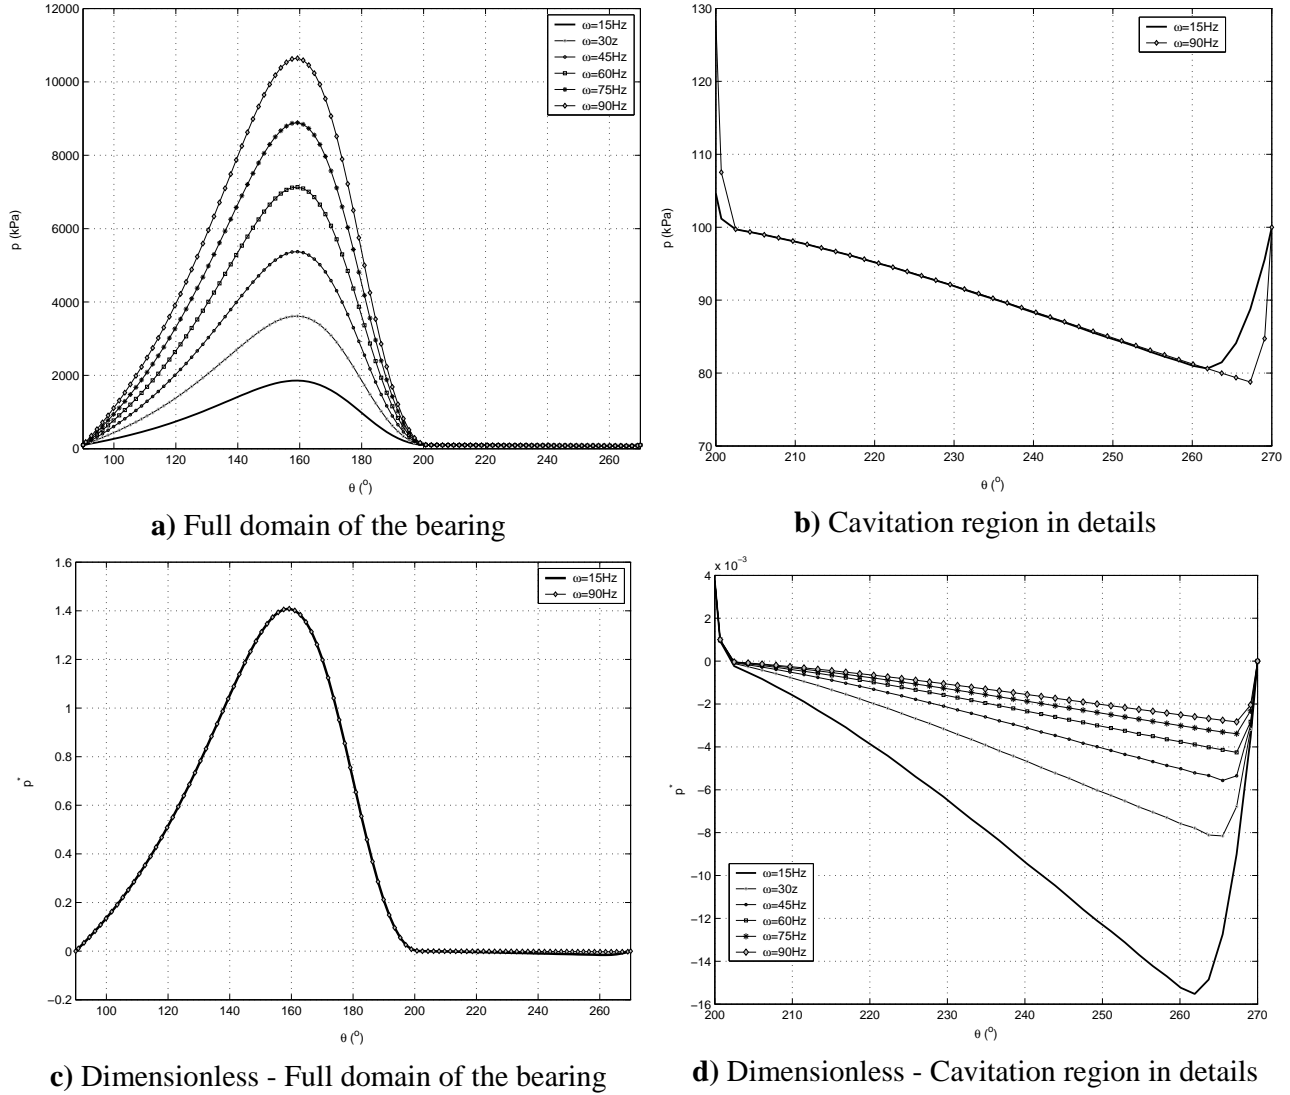 12000
10000
8000
6000
4000
2000
0
p (kPa)
100 120 140 160 180 200 220 240 260
θ (o)
ω=15Hz
ω=30z
ω=45Hz
ω=60Hz
ω=75Hz
ω=90Hz
a) Full domain of the bearing
130
120
110
100
90
80
70
p (kPa)
200 210 220 230 240 250 260 270
θ (o)
ω=15Hz
ω=90Hz
b) Cavitation region in details
1.6
1.4
1.2
1
0.8
0.6
0.4
0.2
0
−0.2
p*
100 120 140 160 180 200 220 240 260
θ (o)
ω=15Hz
ω=90Hz
c) Dimensionless - Full domain of the bearing
x 10−3
4
2
0
−2
−4
−6
−8
−10
−12
−14
−16
p*
200 210 220 230 240 250 260 270
θ (o)
ω=15Hz
ω=30z
ω=45Hz
ω=60Hz
ω=75Hz
ω=90Hz
d) Dimensionless - Cavitation region in details